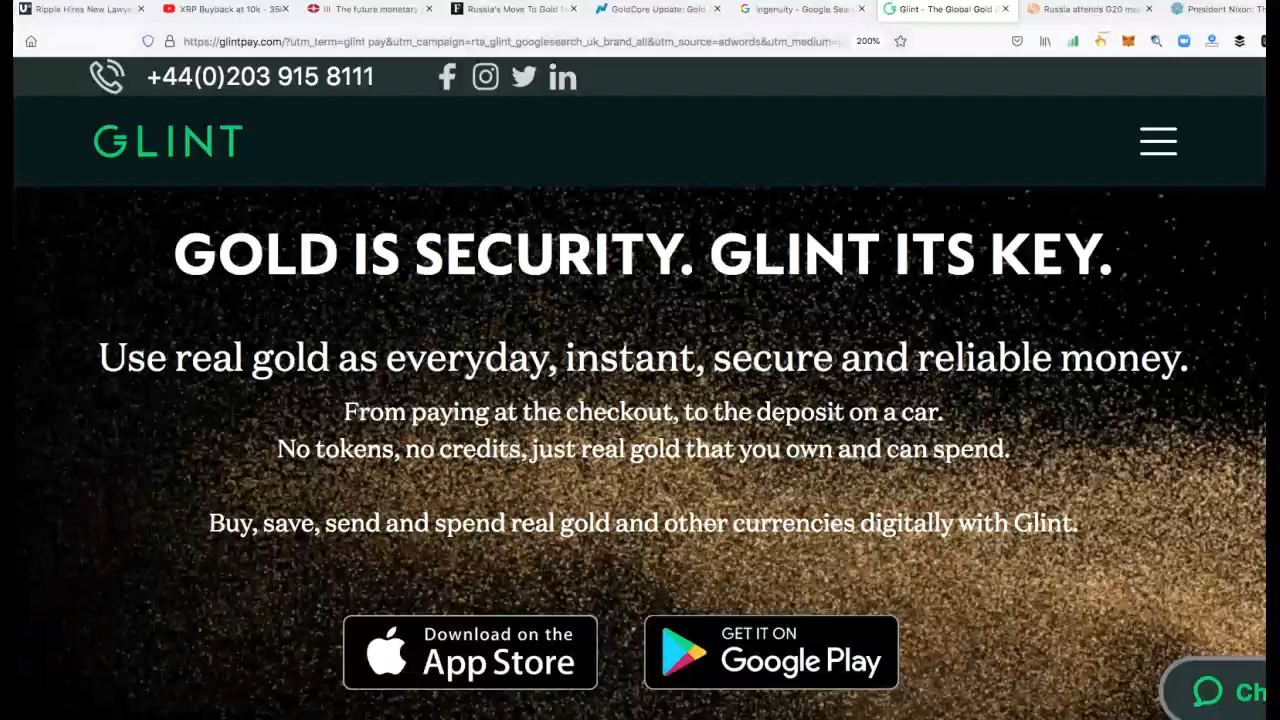 Ripple Hires New Lawye
XRP Buyback at 10k - 35k
The future monetary
Russia's Move To Gold
GoldCore Update: Gol
Ingenuity - Google Sea
Glint - The Global Gold
Russia attends G20 m
President Nixon: Th
https://glintpay.com/?utm_term=glint pay&utm_campaign=rta_glint_googlesearch_uk_brand_all&utm_source=adwords&utm_medium=
200%
+44(0)203 915 8111
GLINT
GOLD IS SECURITY. GLINT ITS KEY.
Use real gold as everyday, instant, secure and reliable money.
From paying at the checkout, to the deposit on a car.
No tokens, no credits, just real gold that you own and can spend.
Buy, save, send and spend real gold and other currencies digitally with Glint.
Download on the
App Store
GET IT ON
Google Play
Ch